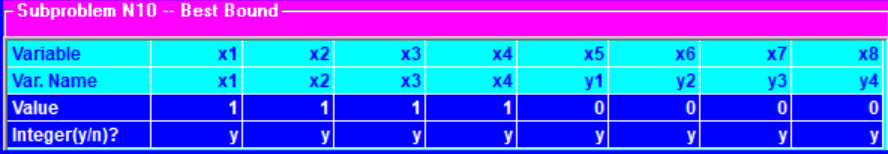 Subproblem N10 -- Best Bound
Variable x1 x2 x3 x4 x5 x6 x7 x8
Var. Name x1 x2 x3 x4 y1 y2 y3 y4
Value 1 1 1 1 0 0 0 0
Integer(y/n)? y y y y y y y y